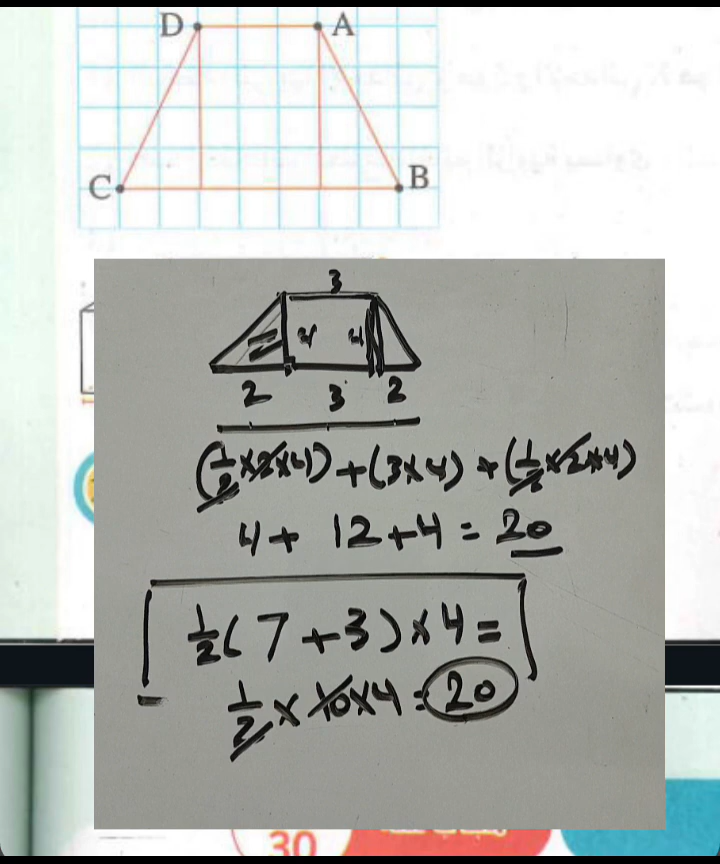 D A
C B
3
4 4
2 3 2
(1/2×2×4)+(3×4)+(1/2×2×4)
4+ 12+4=20
1/2(7+3)×4=
1/2×10×4=20
30